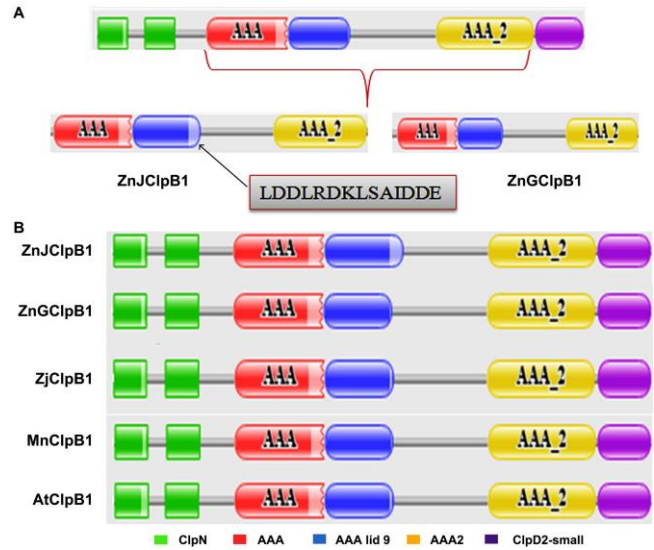 A
AAA AAA_2
AAA AAA_2 AAA AAA_2
ZnJClpB1 ZnGClpB1
LDDLRDKLSAIDDE
B
ZnJClpB1 AAA AAA_2
ZnGClpB1 AAA AAA_2
ZjClpB1 AAA AAA_2
MnClpB1 AAA AAA_2
AtClpB1 AAA AAA_2
ClpN AAA AAA lid 9 AAA2 ClpD2-small